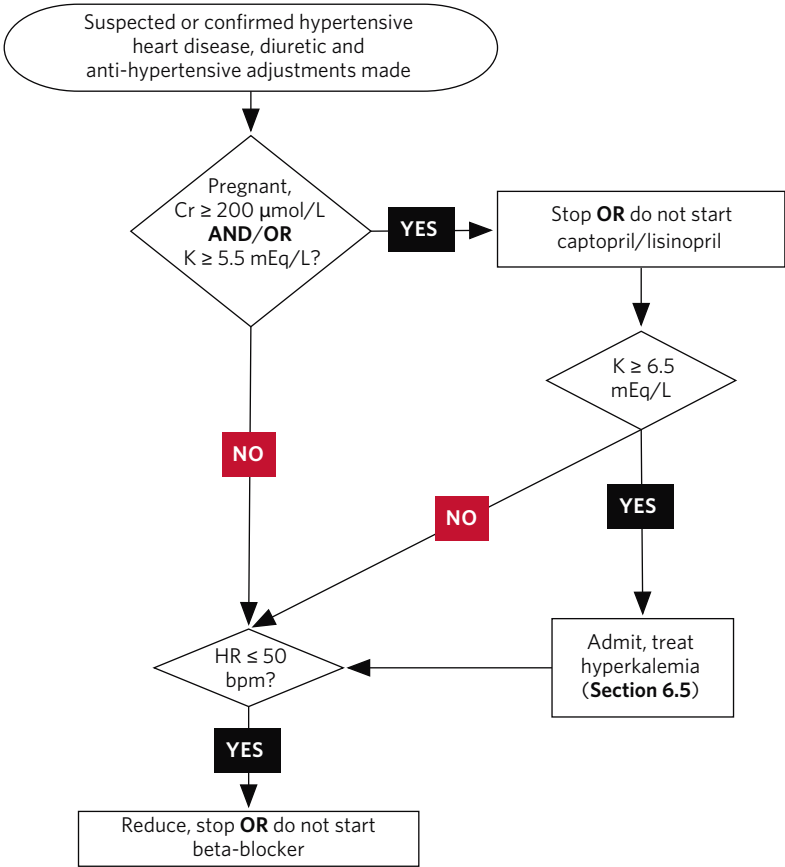 Suspected or confirmed hypertensive
heart disease, diuretic and
anti-hypertensive adjustments made
Pregnant,
Cr ≥ 200 μmol/L
AND/OR
K ≥ 5.5 mEq/L?
YES
Stop OR do not start
captopril/lisinopril
K ≥ 6.5
mEq/L
NO
NO
YES
HR ≤ 50
bpm?
Admit, treat
hyperkalemia
(Section 6.5)
YES
Reduce, stop OR do not start
beta-blocker